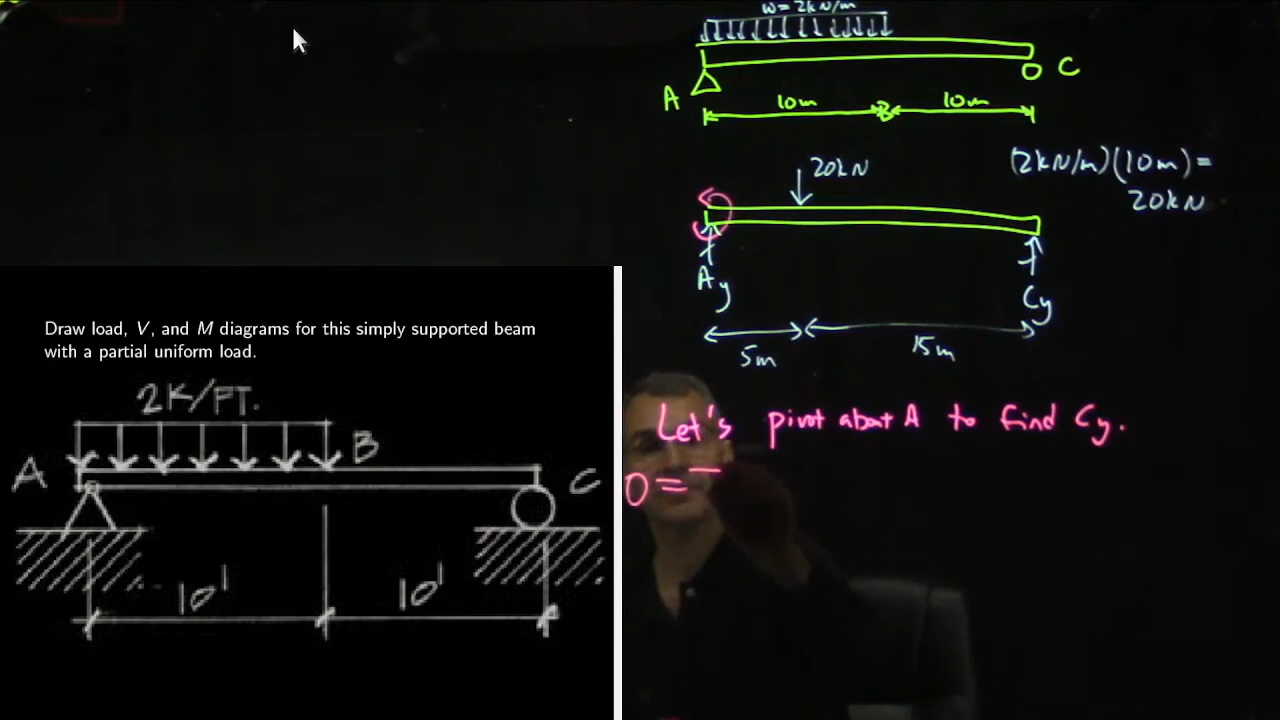 Draw load, V, and M diagrams for this simply supported beam
with a partial uniform load.
2K/FT.
A
B
C
10'
10'
w = 2kN/m
A
C
10m
B
10m
20kN
(2kN/m)(10m) =
20kN
Ay
Cy
5m
15m
Let's pivot about A to find Cy.
0 = −